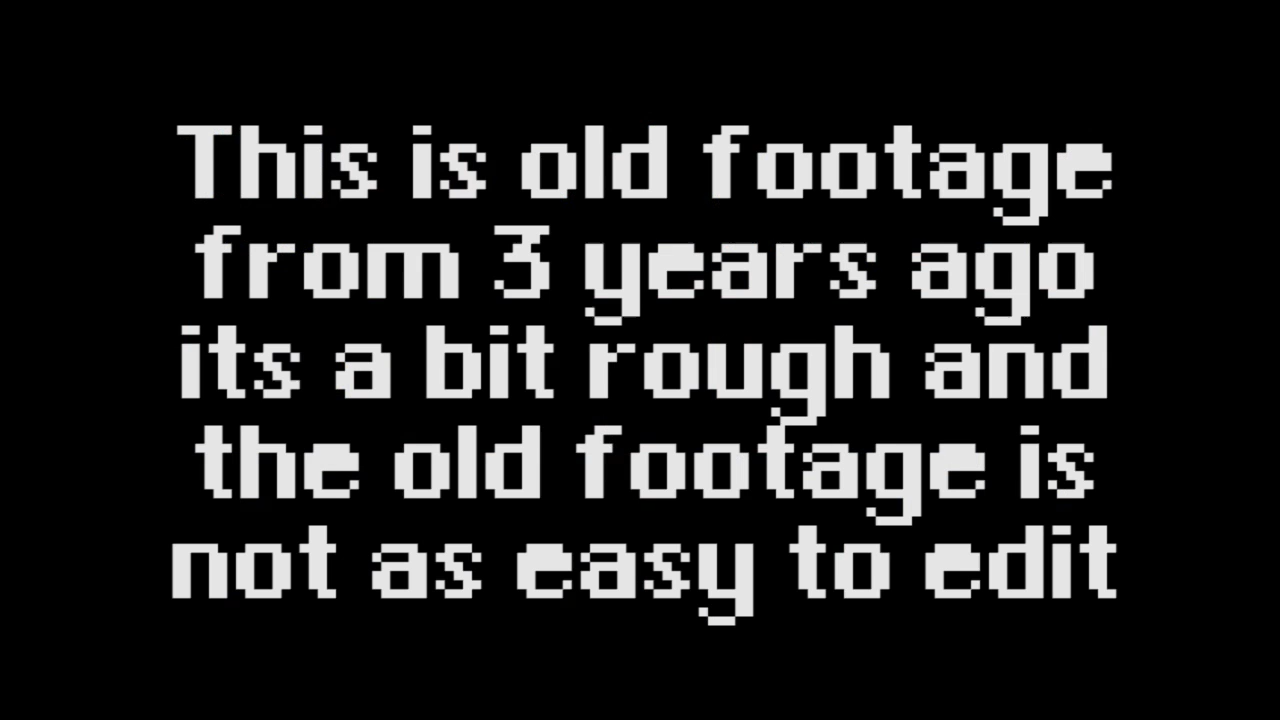 This is old footage
from 3 years ago
its a bit rough and
the old footage is
not as easy to edit